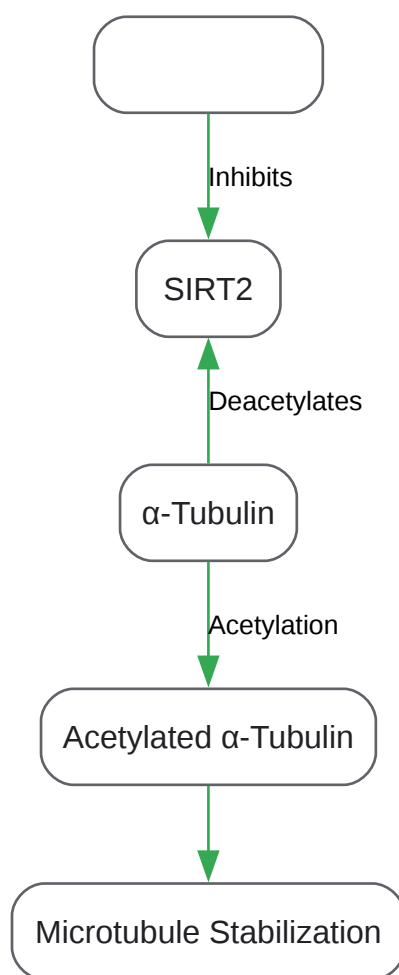 Inhibits
SIRT2
Deacetylates
α-Tubulin
Acetylation
Acetylated α-Tubulin
Microtubule Stabilization